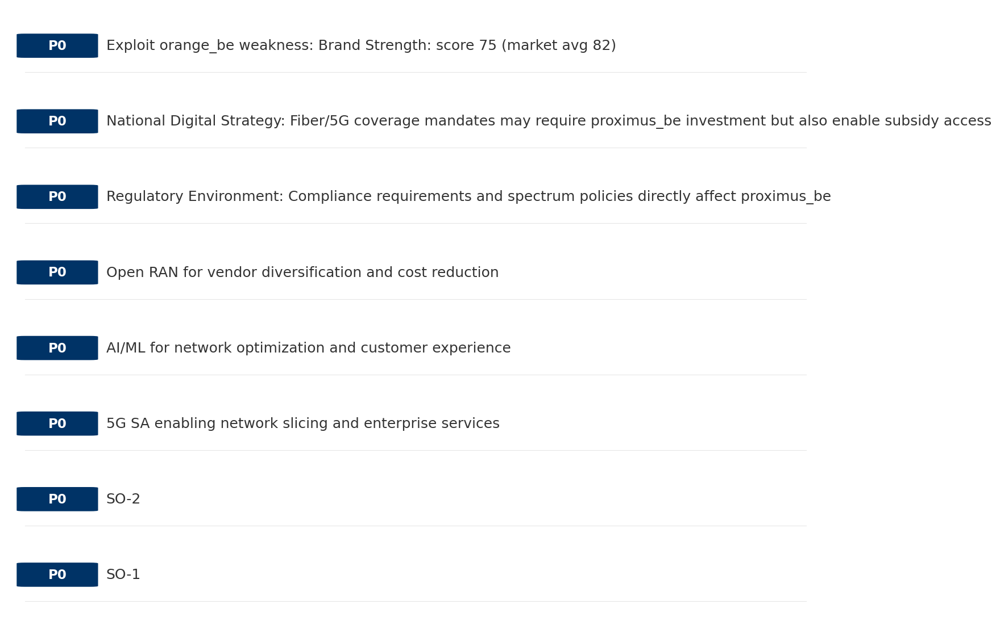 P0 Exploit orange_be weakness: Brand Strength: score 75 (market avg 82)
P0 National Digital Strategy: Fiber/5G coverage mandates may require proximus_be investment but also enable subsidy access
P0 Regulatory Environment: Compliance requirements and spectrum policies directly affect proximus_be
P0 Open RAN for vendor diversification and cost reduction
P0 AI/ML for network optimization and customer experience
P0 5G SA enabling network slicing and enterprise services
P0 SO-2
P0 SO-1